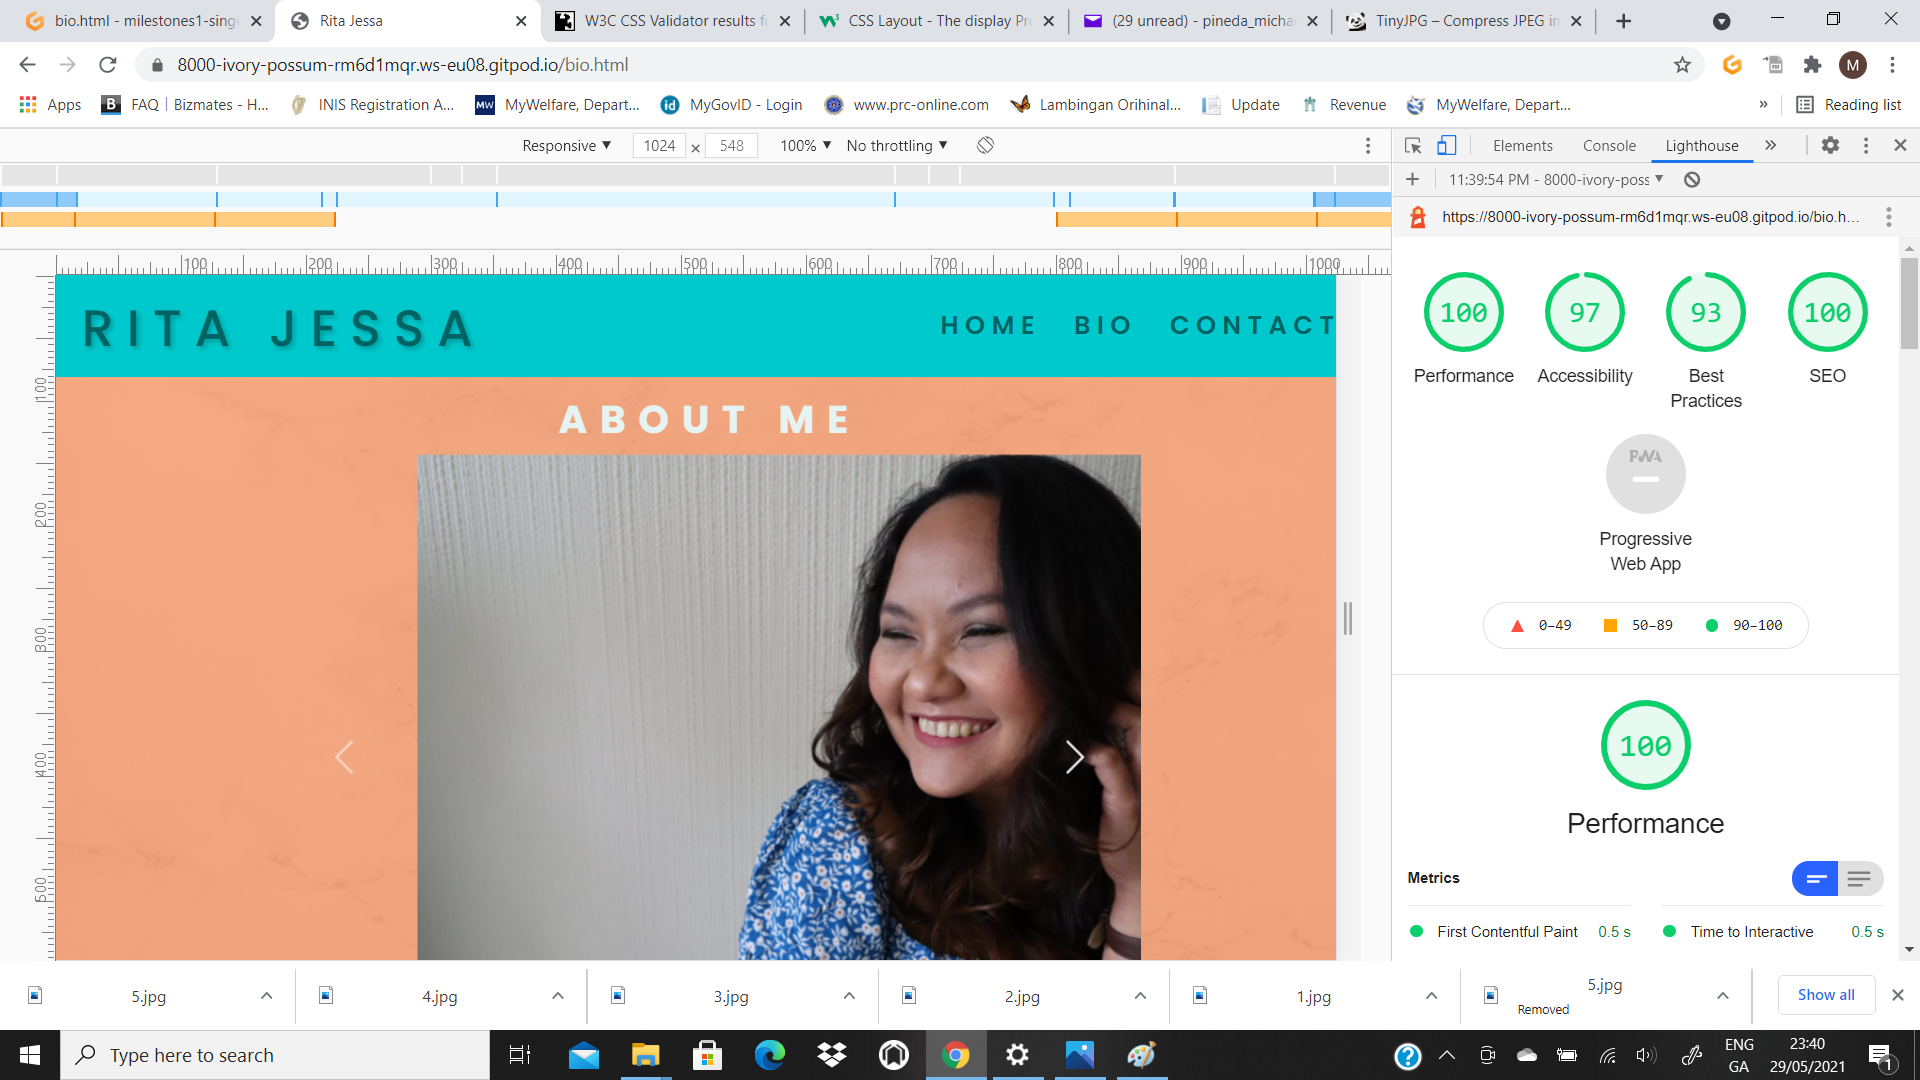 bio.html - milestones1-singe
Rita Jessa
W3C CSS Validator results fo
CSS Layout - The display Pro
(29 unread) - pineda_micha
TinyJPG – Compress JPEG im
8000-ivory-possum-rm6d1mqr.ws-eu08.gitpod.io/bio.html
M
Apps
FAQ | Bizmates - H...
INIS Registration A...
MyWelfare, Depart...
MyGovID - Login
www.prc-online.com
Lambingan Orihinal...
Update
Revenue
MyWelfare, Depart...
»
Reading list
Responsive
1024 × 548
100%
No throttling
Elements
Console
Lighthouse
»
11:39:54 PM - 8000-ivory-poss
https://8000-ivory-possum-rm6d1mqr.ws-eu08.gitpod.io/bio.h...
100 200 300 400 500 600 700 800 900 1000
100
200
300
400
500
RITA JESSA
HOME BIO CONTACT
ABOUT ME
100
Performance
97
Accessibility
93
Best
Practices
100
SEO
PWA
Progressive
Web App
0–49
50–89
90–100
100
Performance
Metrics
First Contentful Paint 0.5 s
Time to Interactive 0.5 s
5.jpg
4.jpg
3.jpg
2.jpg
1.jpg
5.jpg
Removed
Show all
Type here to search
ENG
GA
23:40
29/05/2021
1